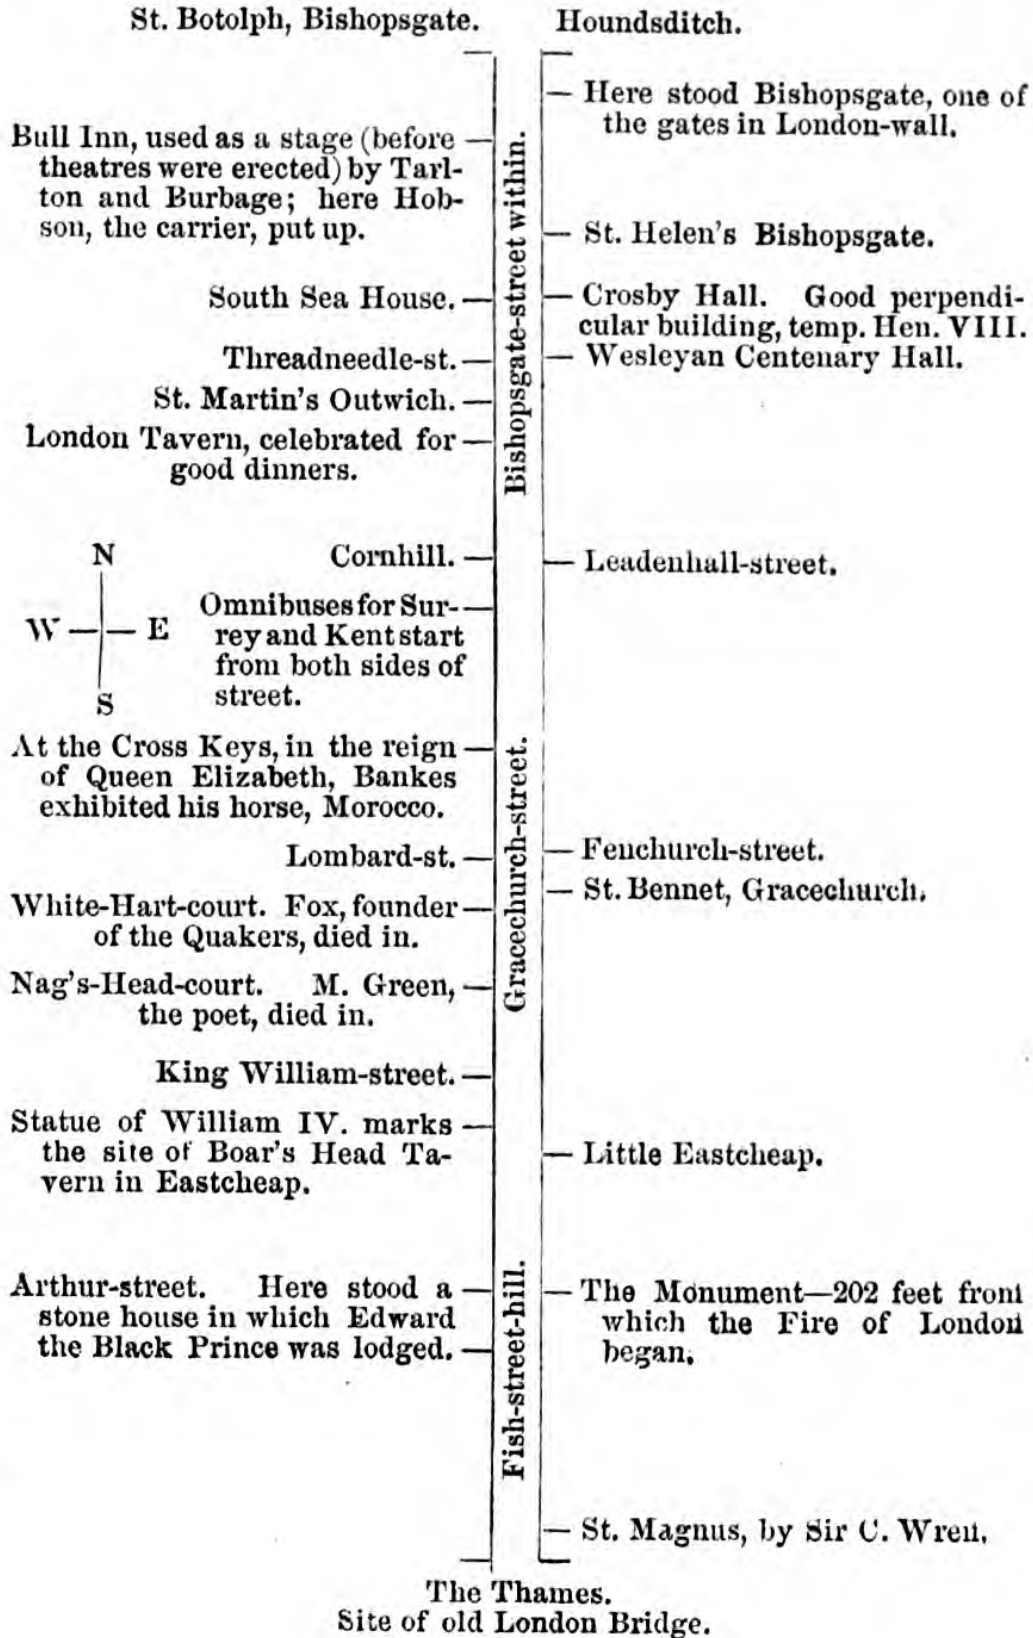 St. Botolph, Bishopsgate.
Houndsditch.
Bishopsgate-street within.
Here stood Bishopsgate, one of
the gates in London-wall.
Bull Inn, used as a stage (before
theatres were erected) by Tarl-
ton and Burbage; here Hob-
son, the carrier, put up.
St. Helen's Bishopsgate.
South Sea House.
Crosby Hall. Good perpendi-
cular building, temp. Hen. VIII.
Threadneedle-st.
Wesleyan Centenary Hall.
St. Martin's Outwich.
London Tavern, celebrated for
good dinners.
Cornhill.
Leadenhall-street.
N
W E
S
Omnibuses for Sur-
rey and Kent start
from both sides of
street.
Gracechurch-street.
At the Cross Keys, in the reign
of Queen Elizabeth, Bankes
exhibited his horse, Morocco.
Lombard-st.
Fenchurch-street.
St. Bennet, Gracechurch.
White-Hart-court. Fox, founder
of the Quakers, died in.
Nag's-Head-court. M. Green,
the poet, died in.
King William-street.
Statue of William IV. marks
the site of Boar's Head Ta-
vern in Eastcheap.
Little Eastcheap.
Fish-street-hill.
Arthur-street. Here stood a
stone house in which Edward
the Black Prince was lodged.
The Monument—202 feet from
which the Fire of London
began.
St. Magnus, by Sir C. Wren.
The Thames.
Site of old London Bridge.